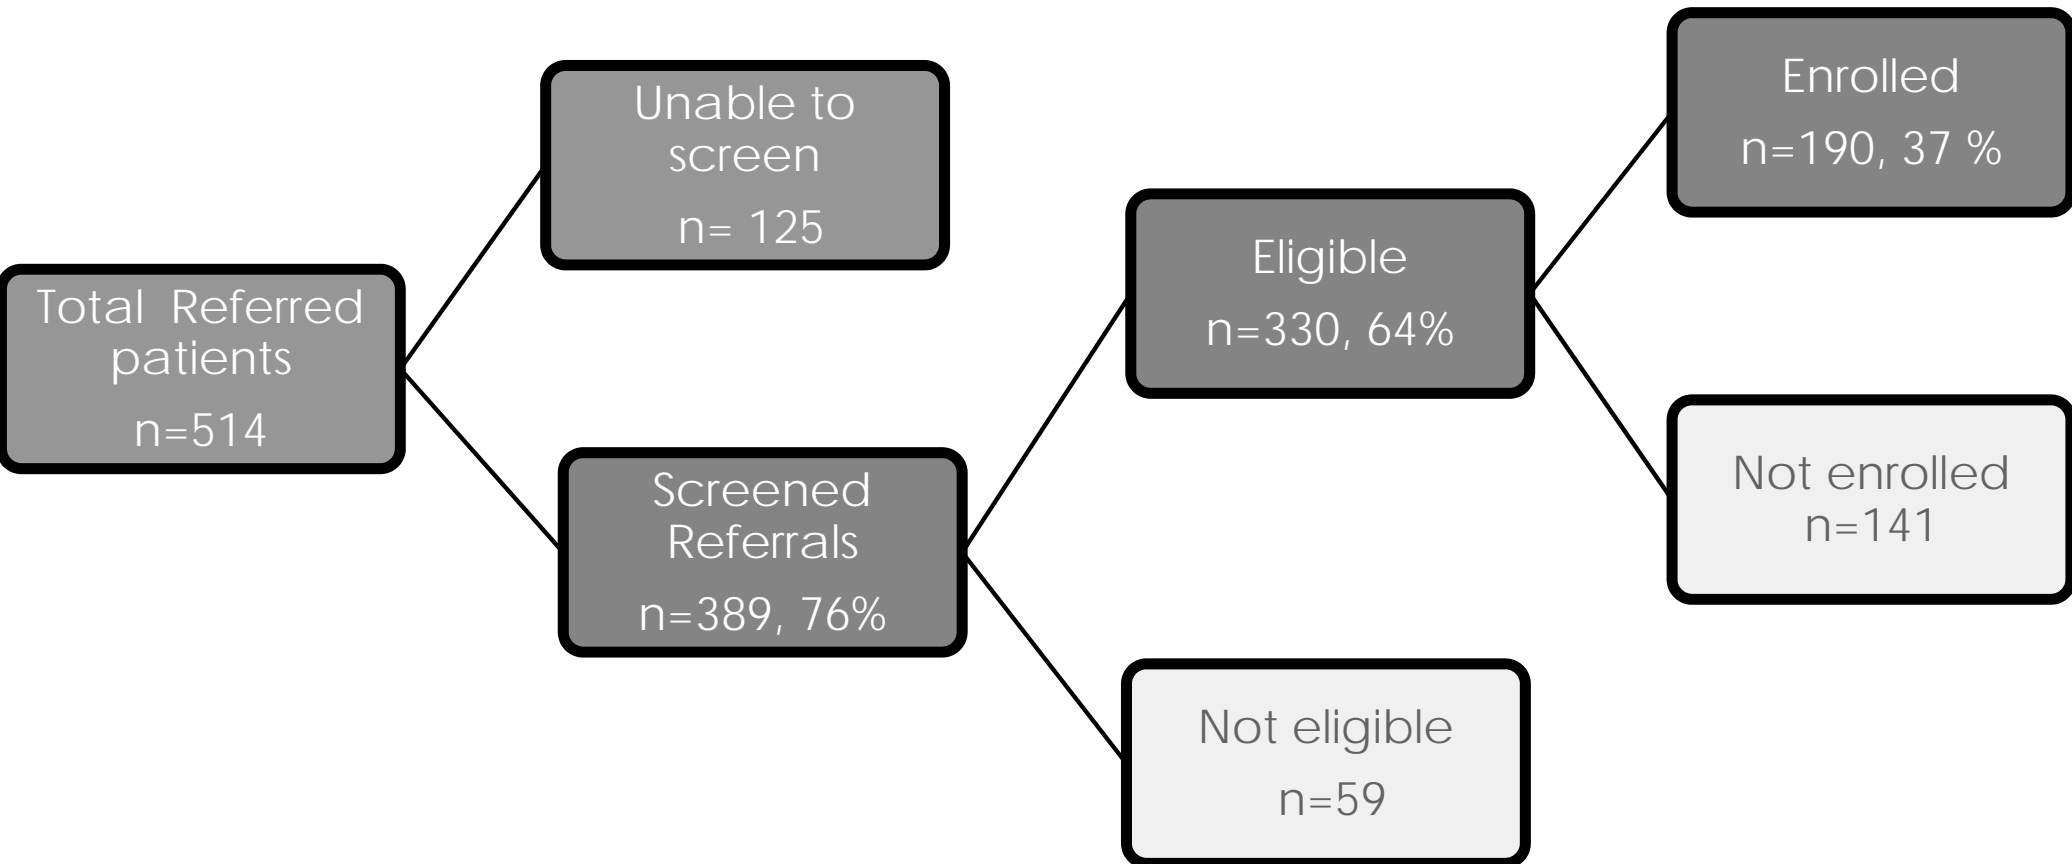 Total Referred
patients
n=514
Unable to
screen
n= 125
Screened
Referrals
n=389, 76%
Eligible
n=330, 64%
Not eligible
n=59
Enrolled
n=190, 37 %
Not enrolled
n=141